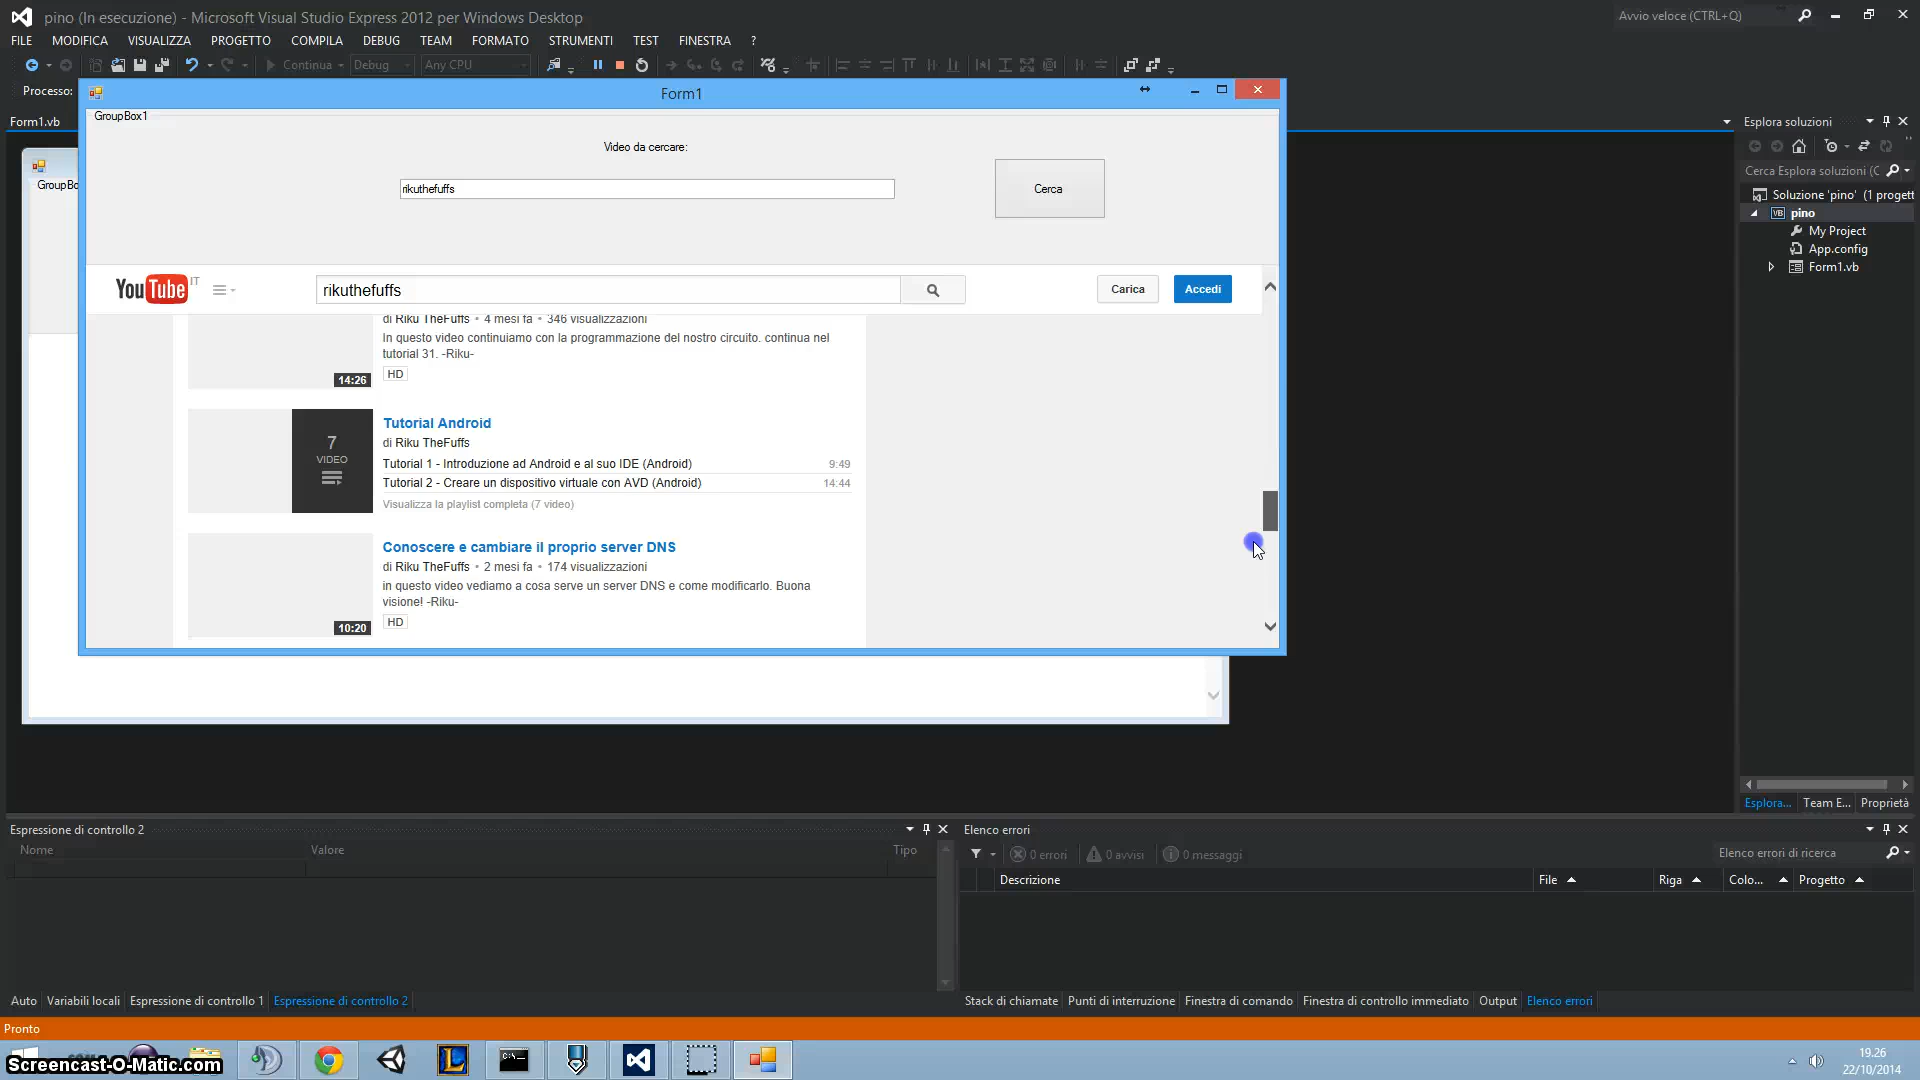 pino (In esecuzione) - Microsoft Visual Studio Express 2012 per Windows Desktop
Avvio veloce (CTRL+Q)
FILE MODIFICA VISUALIZZA PROGETTO COMPILA DEBUG TEAM FORMATO STRUMENTI TEST FINESTRA ?
Continua Debug Any CPU
Processo:
Form1
Form1.vb
GroupBox1
Video da cercare:
rikuthefuffs
Cerca
GroupBo
YouTube IT
rikuthefuffs
Carica
Accedi
di Riku TheFuffs • 4 mesi fa • 346 visualizzazioni
In questo video continuiamo con la programmazione del nostro circuito. continua nel
tutorial 31. -Riku-
14:26
HD
Tutorial Android
di Riku TheFuffs
7
VIDEO
Tutorial 1 - Introduzione ad Android e al suo IDE (Android) 9:49
Tutorial 2 - Creare un dispositivo virtuale con AVD (Android) 14:44
Visualizza la playlist completa (7 video)
Conoscere e cambiare il proprio server DNS
di Riku TheFuffs • 2 mesi fa • 174 visualizzazioni
in questo video vediamo a cosa serve un server DNS e come modificarlo. Buona
visione! -Riku-
10:20
HD
Esplora soluzioni
Cerca Esplora soluzioni (C
Soluzione 'pino' (1 progett
VB pino
My Project
App.config
Form1.vb
Esplora... Team E... Proprietà
Espressione di controllo 2
Nome Valore Tipo
Elenco errori
0 errori 0 avvisi 0 messaggi
Elenco errori di ricerca
Descrizione File Riga Colo... Progetto
Auto Variabili locali Espressione di controllo 1 Espressione di controllo 2
Stack di chiamate Punti di interruzione Finestra di comando Finestra di controllo immediato Output Elenco errori
Pronto
Screencast-O-Matic.com
19.26
22/10/2014